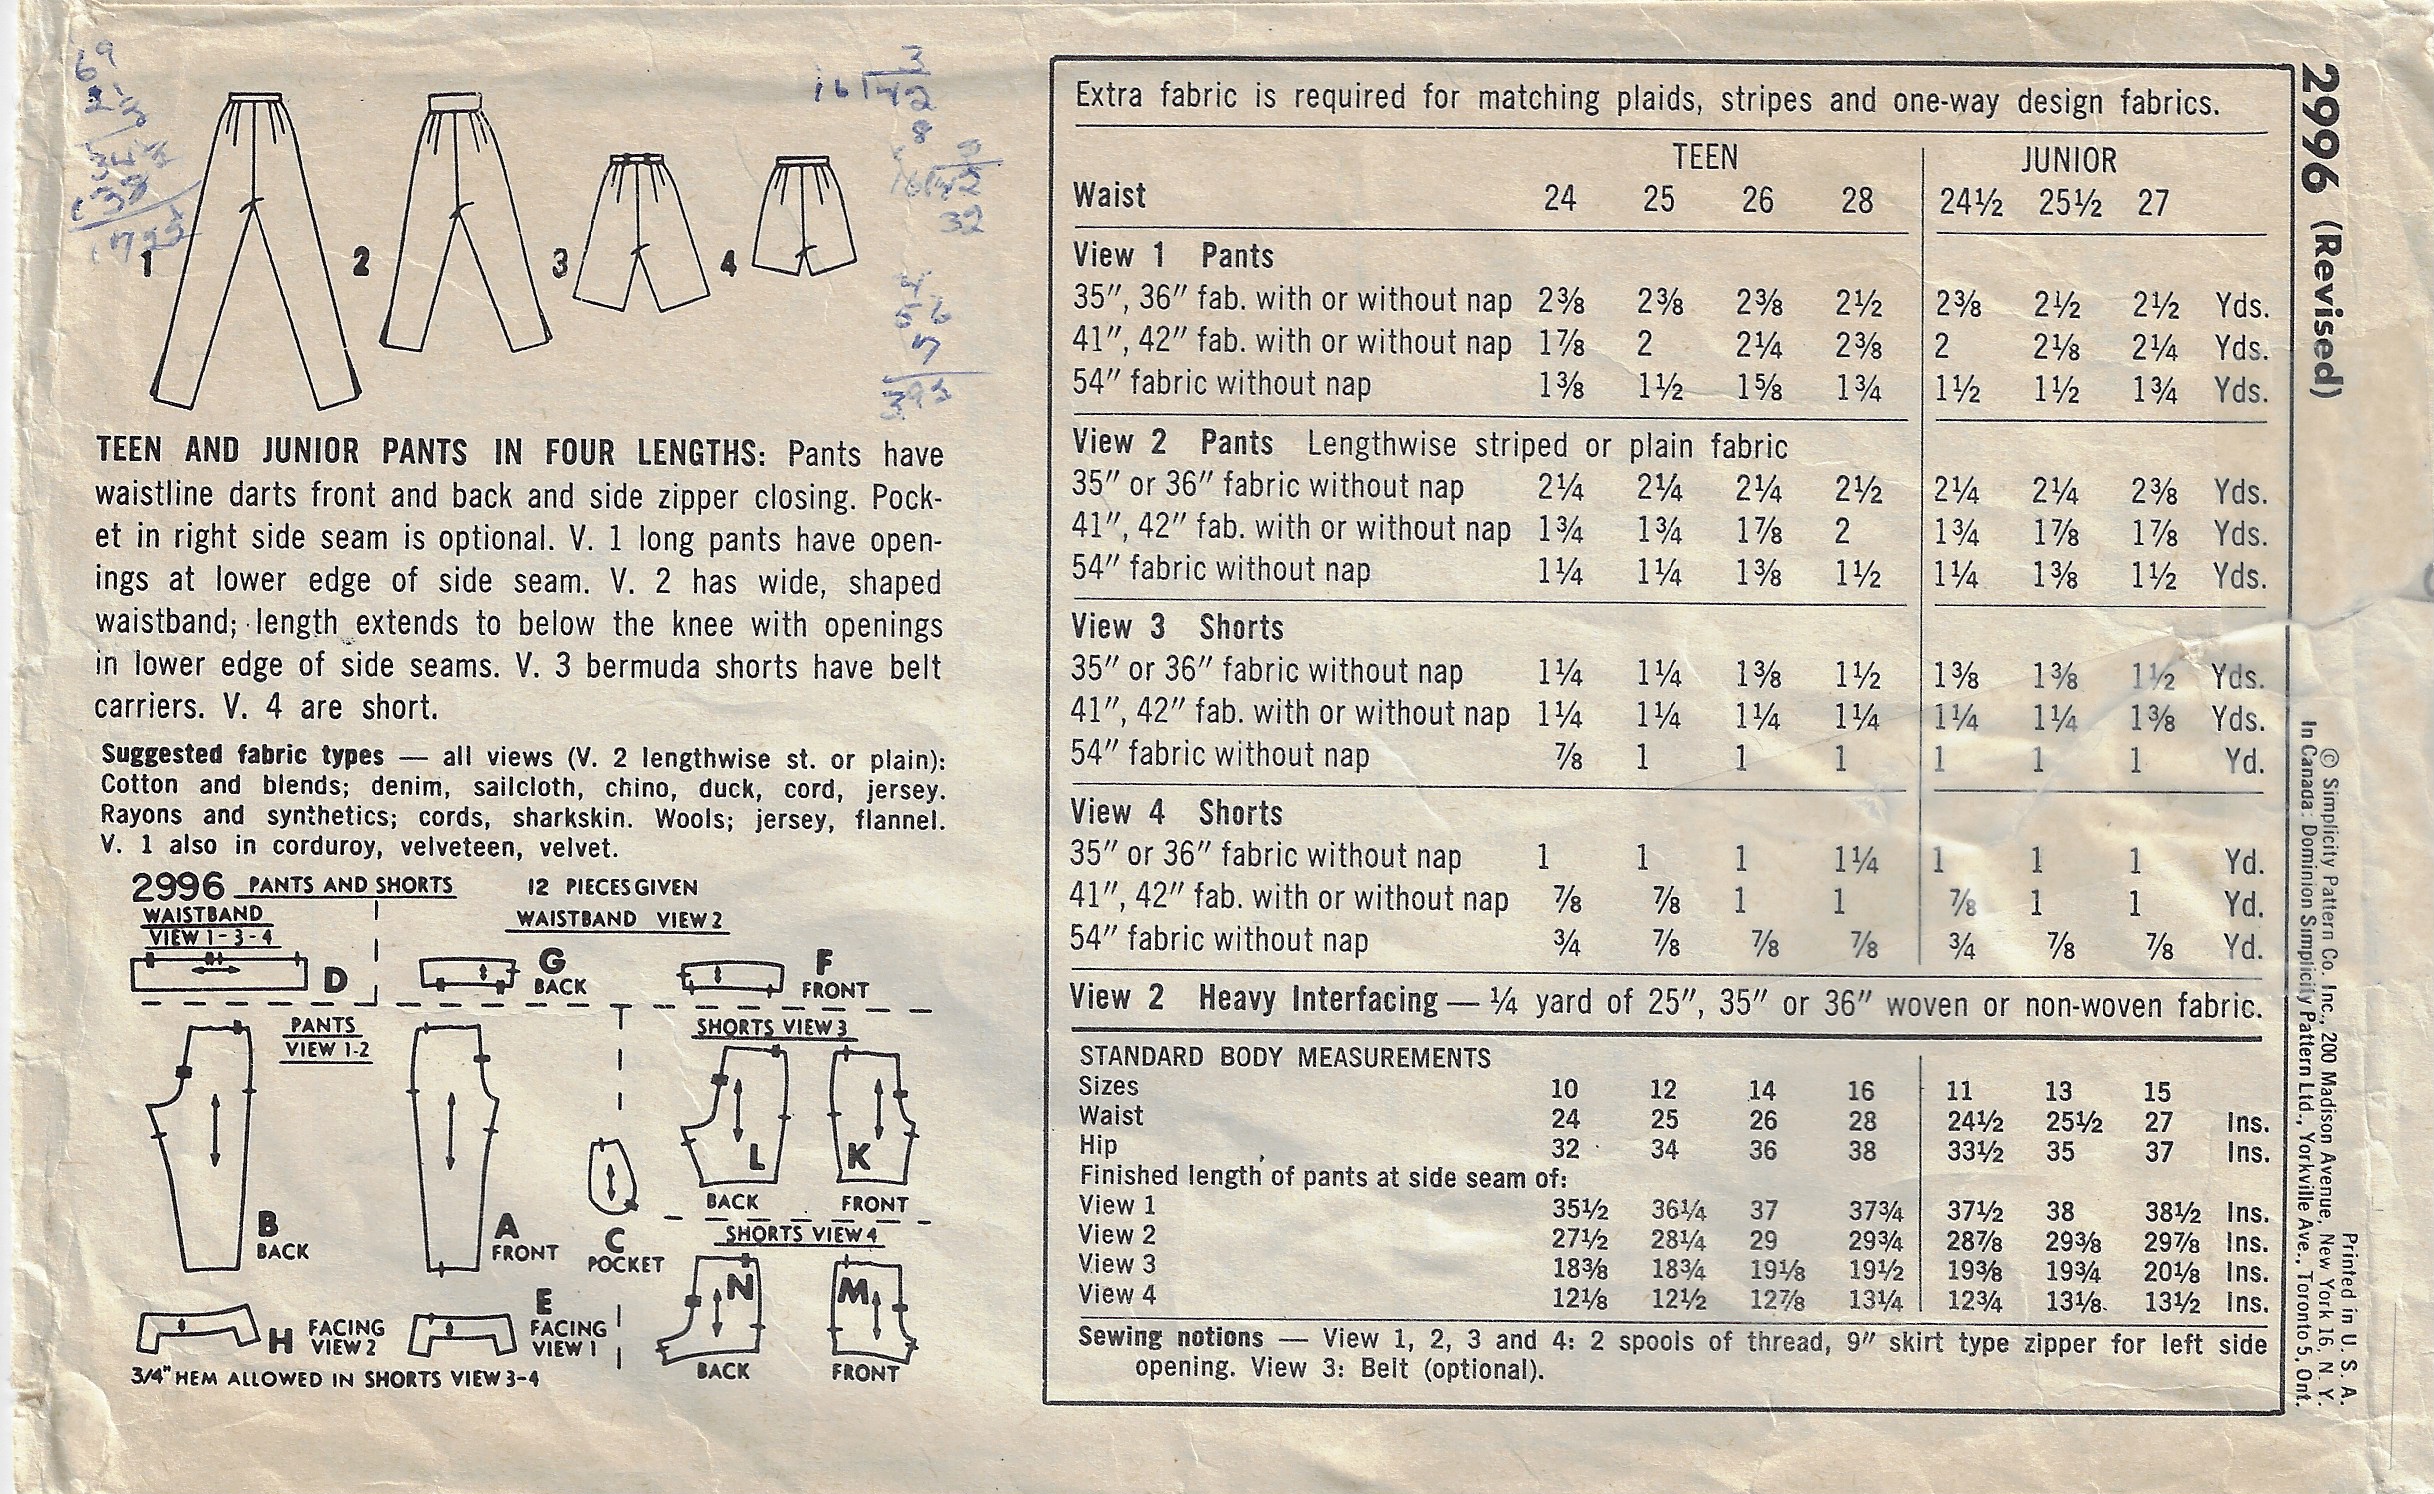 69
1
2
3
4
TEEN AND JUNIOR PANTS IN FOUR LENGTHS: Pants have
waistline darts front and back and side zipper closing. Pock-
et in right side seam is optional. V. 1 long pants have open-
ings at lower edge of side seam. V. 2 has wide, shaped
waistband; length extends to below the knee with openings
in lower edge of side seams. V. 3 bermuda shorts have belt
carriers. V. 4 are short.
Suggested fabric types — all views (V. 2 lengthwise st. or plain):
Cotton and blends; denim, sailcloth, chino, duck, cord, jersey.
Rayons and synthetics; cords, sharkskin. Wools; jersey, flannel.
V. 1 also in corduroy, velveteen, velvet.
2996 PANTS AND SHORTS 12 PIECES GIVEN
WAISTBAND
VIEW 1-3-4
WAISTBAND VIEW 2
D
G
BACK
F
FRONT
PANTS
VIEW 1-2
SHORTS VIEW 3
B
BACK
A
FRONT
C
POCKET
L
BACK
K
FRONT
SHORTS VIEW 4
H FACING
VIEW 2
E
FACING
VIEW 1
N
BACK
M
FRONT
3/4" HEM ALLOWED IN SHORTS VIEW 3-4
Extra fabric is required for matching plaids, stripes and one-way design fabrics.
TEEN JUNIOR
Waist 24 25 26 28 24½ 25½ 27
View 1 Pants
35", 36" fab. with or without nap 2⅜ 2⅜ 2⅜ 2½ 2⅜ 2½ 2½ Yds.
41", 42" fab. with or without nap 1⅞ 2 2¼ 2⅜ 2 2⅛ 2¼ Yds.
54" fabric without nap 1⅜ 1½ 1⅝ 1¾ 1½ 1½ 1¾ Yds.
View 2 Pants Lengthwise striped or plain fabric
35" or 36" fabric without nap 2¼ 2¼ 2¼ 2½ 2¼ 2¼ 2⅜ Yds.
41", 42" fab. with or without nap 1¾ 1¾ 1⅞ 2 1¾ 1⅞ 1⅞ Yds.
54" fabric without nap 1¼ 1¼ 1⅜ 1½ 1¼ 1⅜ 1½ Yds.
View 3 Shorts
35" or 36" fabric without nap 1¼ 1¼ 1⅜ 1½ 1⅜ 1⅜ 1½ Yds.
41", 42" fab. with or without nap 1¼ 1¼ 1¼ 1¼ 1¼ 1¼ 1⅜ Yds.
54" fabric without nap ⅞ 1 1 1 1 1 1 Yd.
View 4 Shorts
35" or 36" fabric without nap 1 1 1 1¼ 1 1 1 Yd.
41", 42" fab. with or without nap ⅞ ⅞ 1 1 ⅞ 1 1 Yd.
54" fabric without nap ¾ ⅞ ⅞ ⅞ ¾ ⅞ ⅞ Yd.
View 2 Heavy Interfacing — ¼ yard of 25", 35" or 36" woven or non-woven fabric.
STANDARD BODY MEASUREMENTS
Sizes 10 12 14 16 11 13 15
Waist 24 25 26 28 24½ 25½ 27 Ins.
Hip 32 34 36 38 33½ 35 37 Ins.
Finished length of pants at side seam of:
View 1 35½ 36¼ 37 37¾ 37½ 38 38½ Ins.
View 2 27½ 28¼ 29 29¾ 28⅞ 29⅜ 29⅞ Ins.
View 3 18⅜ 18¾ 19⅛ 19½ 19⅜ 19¾ 20⅛ Ins.
View 4 12⅛ 12½ 12⅞ 13¼ 12¾ 13⅛ 13½ Ins.
Sewing notions — View 1, 2, 3 and 4: 2 spools of thread, 9" skirt type zipper for left side
opening. View 3: Belt (optional).
2996 (Revised)
Printed in U. S. A.
© Simplicity Pattern Co. Inc., 200 Madison Avenue, New York 16, N. Y.
In Canada: Dominion Simplicity Pattern Ltd., Yorkville Ave., Toronto 5, Ont.